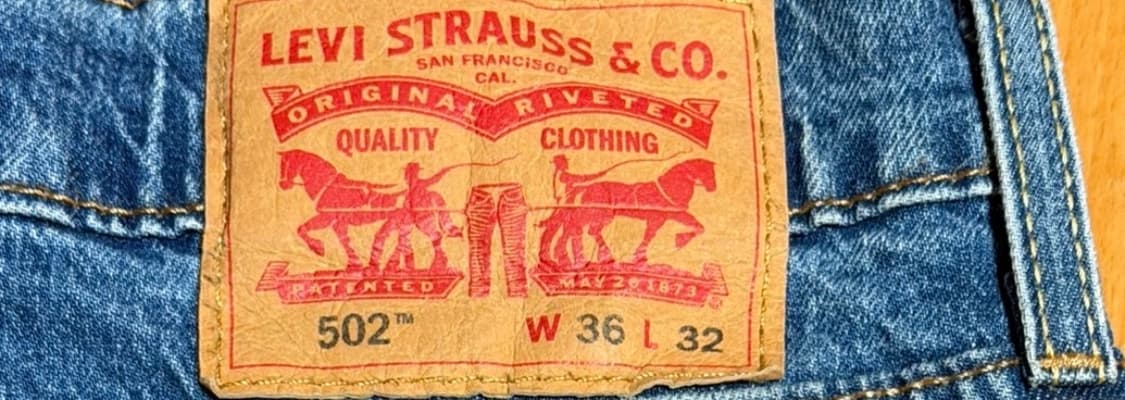 LEVI STRAUSS & CO.
SAN FRANCISCO
CAL.
ORIGINAL RIVETED
QUALITY CLOTHING
PATENTED MAY 20 1873
502™ W 36 L 32